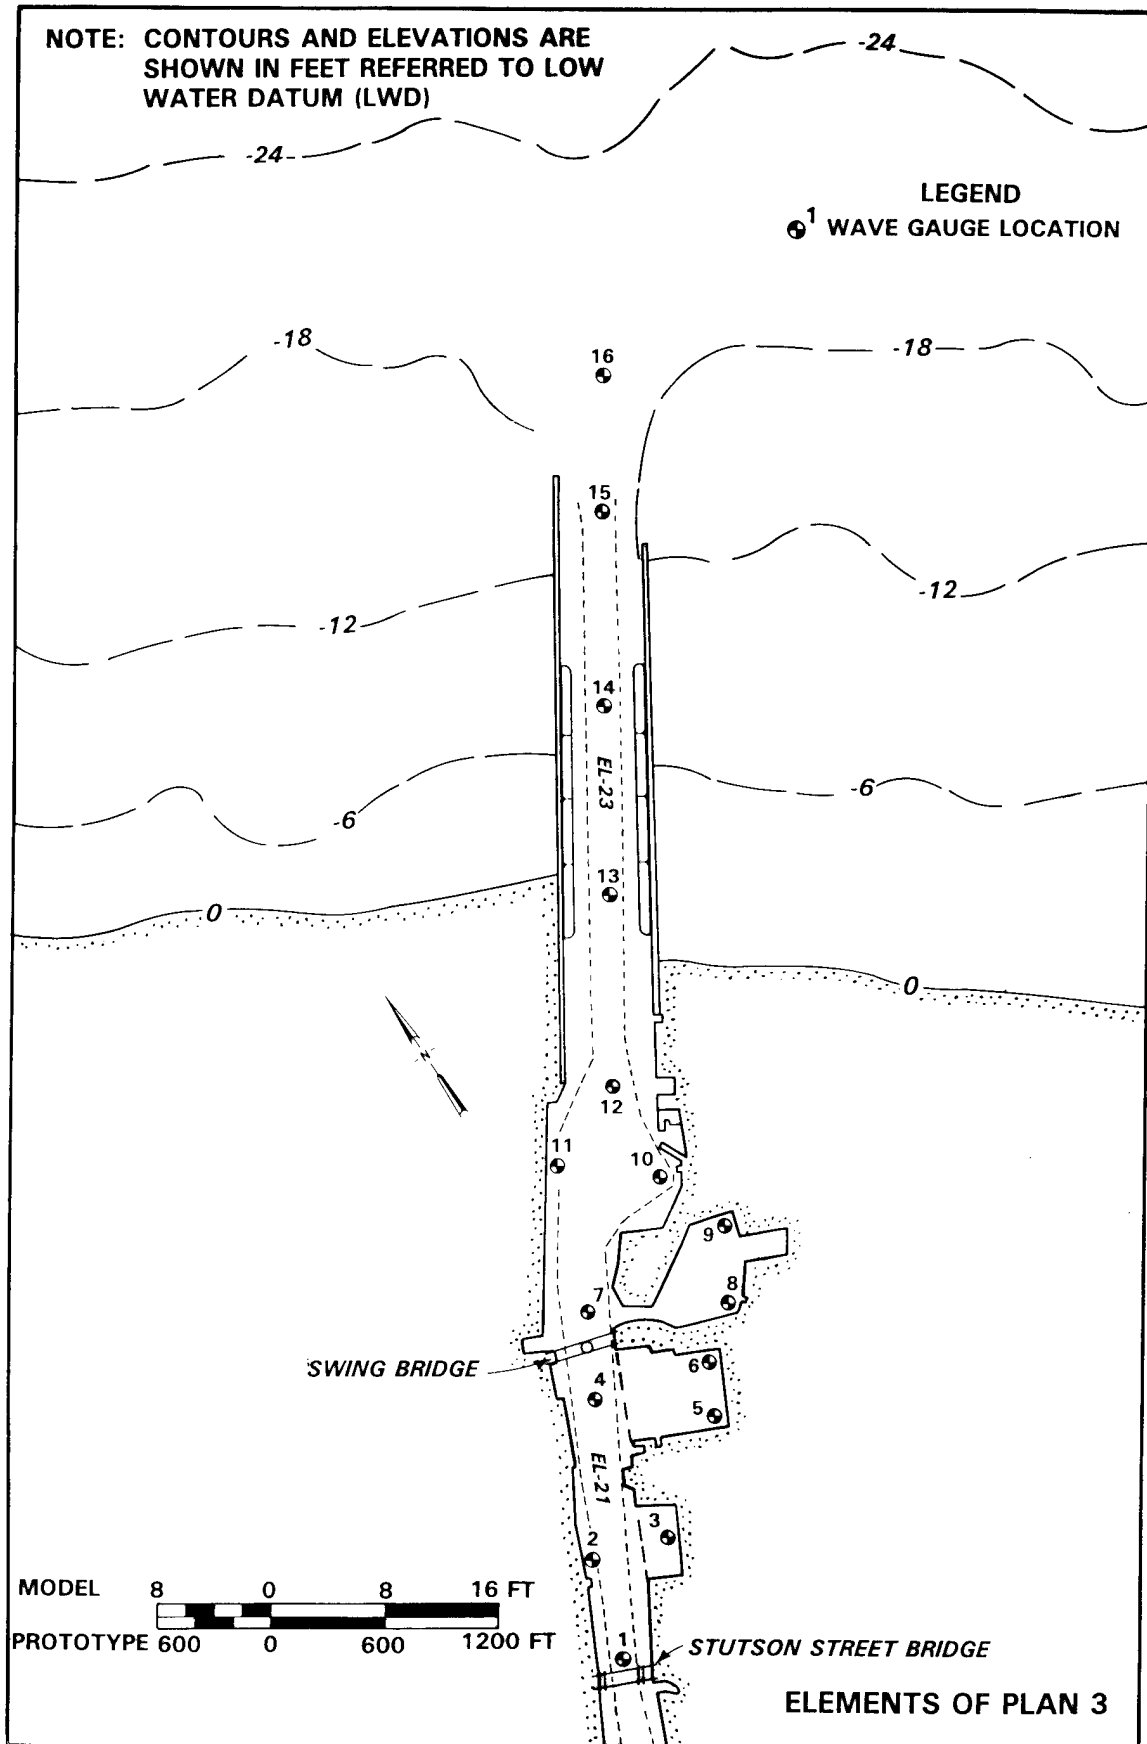 NOTE: CONTOURS AND ELEVATIONS ARE
SHOWN IN FEET REFERRED TO LOW
WATER DATUM (LWD)
-24
-24
LEGEND
1 WAVE GAUGE LOCATION
-18
-18
16
15
-12
-12
14
EL-23
-6
-6
13
0
0
N
12
11
10
9
8
7
SWING BRIDGE
6
4
5
EL-21
3
2
MODEL 8 0 8 16 FT
PROTOTYPE 600 0 600 1200 FT
1
STUTSON STREET BRIDGE
ELEMENTS OF PLAN 3